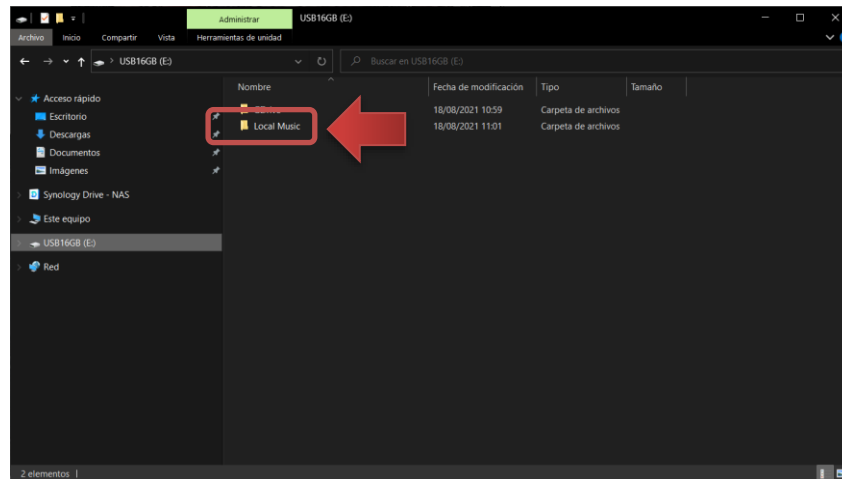 Administrar USB16GB (E:)
Archivo Inicio Compartir Vista Herramientas de unidad
USB16GB (E:) Buscar en USB16GB (E:)
Nombre Fecha de modificación Tipo Tamaño
Acceso rápido
Escritorio
Descargas
Documentos
Imágenes
Synology Drive - NAS
Este equipo
USB16GB (E:)
Red
18/08/2021 10:59 Carpeta de archivos
Local Music 18/08/2021 11:01 Carpeta de archivos
2 elementos